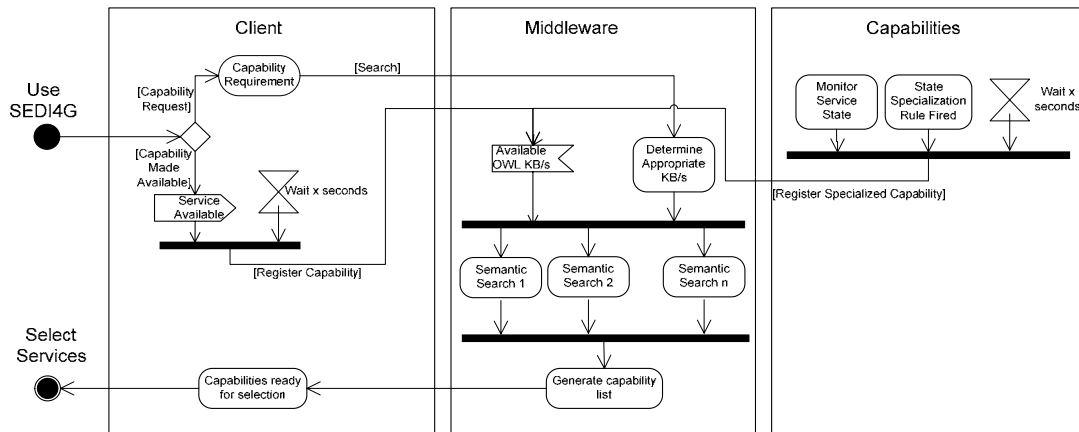 Client
Middleware
Capabilities
Use
SEDI4G
[Capability
Request]
Capability
Requirement
[Search]
[Capability
Made
Available]
Service
Available
Wait x seconds
[Register Capability]
Available
OWL KB/s
Determine
Appropriate
KB/s
Monitor
Service
State
State
Specialization
Rule Fired
Wait x
seconds
[Register Specialized Capability]
Semantic
Search 1
Semantic
Search 2
Semantic
Search n
Select
Services
Capabilities ready
for selection
Generate capability
list